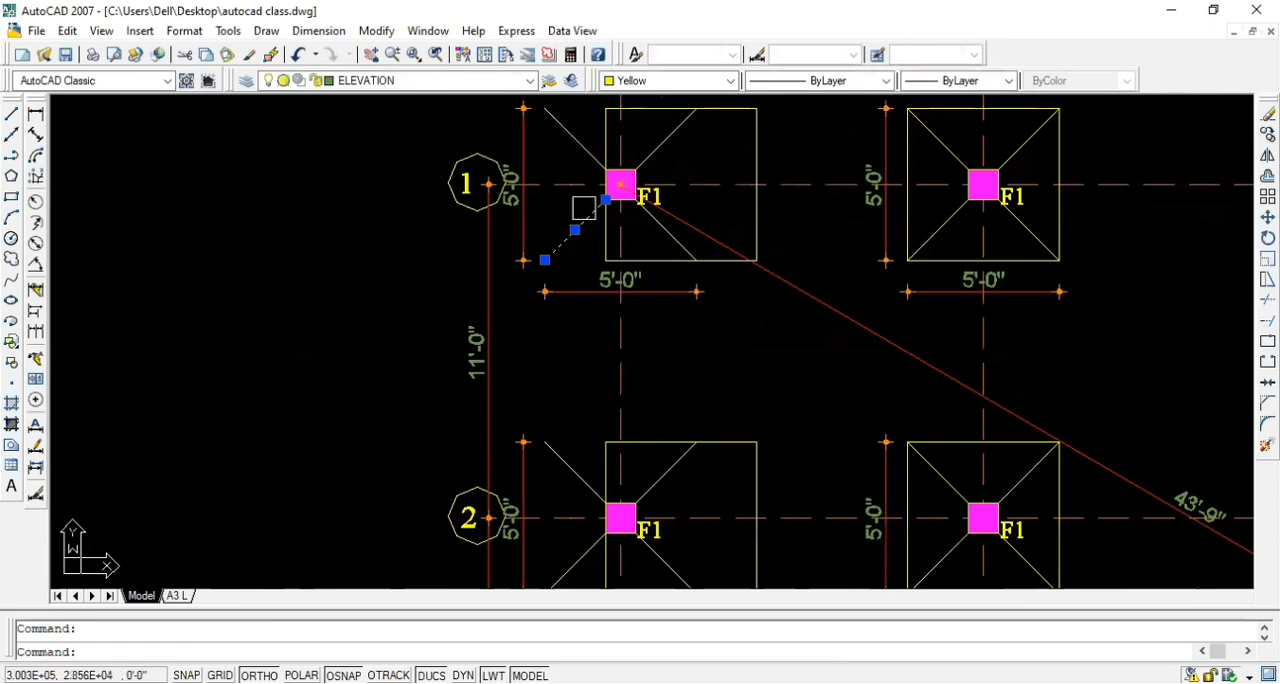 AutoCAD 2007 - [C:\Users\Dell\Desktop\autocad class.dwg]
File Edit View Insert Format Tools Draw Dimension Modify Window Help Express Data View
AutoCAD Classic ELEVATION Yellow ByLayer ByLayer ByColor
1 5'-0" F1 5'-0" F1
5'-0" 5'-0"
11'-0"
43'-9"
2 5'-0" F1 5'-0" F1
Y
W
X
A
Model A3 L
Command:
Command:
3.003E+05, 2.856E+04 , 0'-0" SNAP GRID ORTHO POLAR OSNAP OTRACK DUCS DYN LWT MODEL